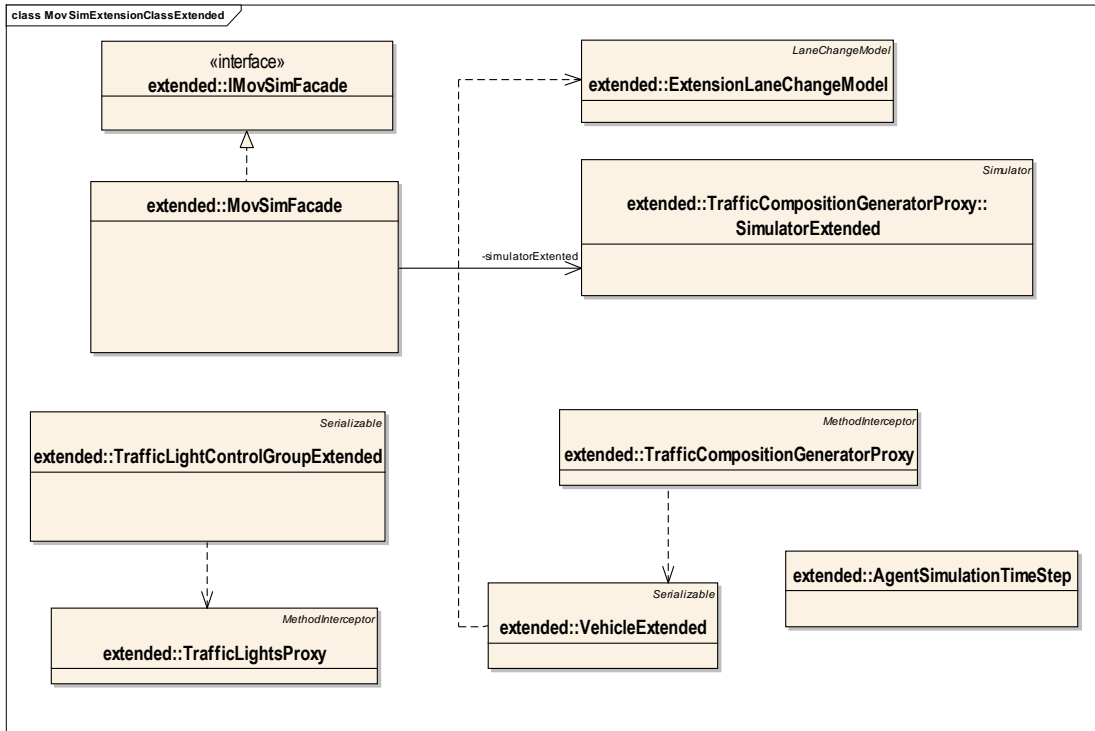 class MovSimExtensionClassExtended
«interface»
extended::IMovSimFacade
LaneChangeModel
extended::ExtensionLaneChangeModel
extended::MovSimFacade
Simulator
extended::TrafficCompositionGeneratorProxy::
SimulatorExtended
-simulatorExtented
Serializable
extended::TrafficLightControlGroupExtended
MethodInterceptor
extended::TrafficCompositionGeneratorProxy
extended::AgentSimulationTimeStep
Serializable
extended::VehicleExtended
MethodInterceptor
extended::TrafficLightsProxy